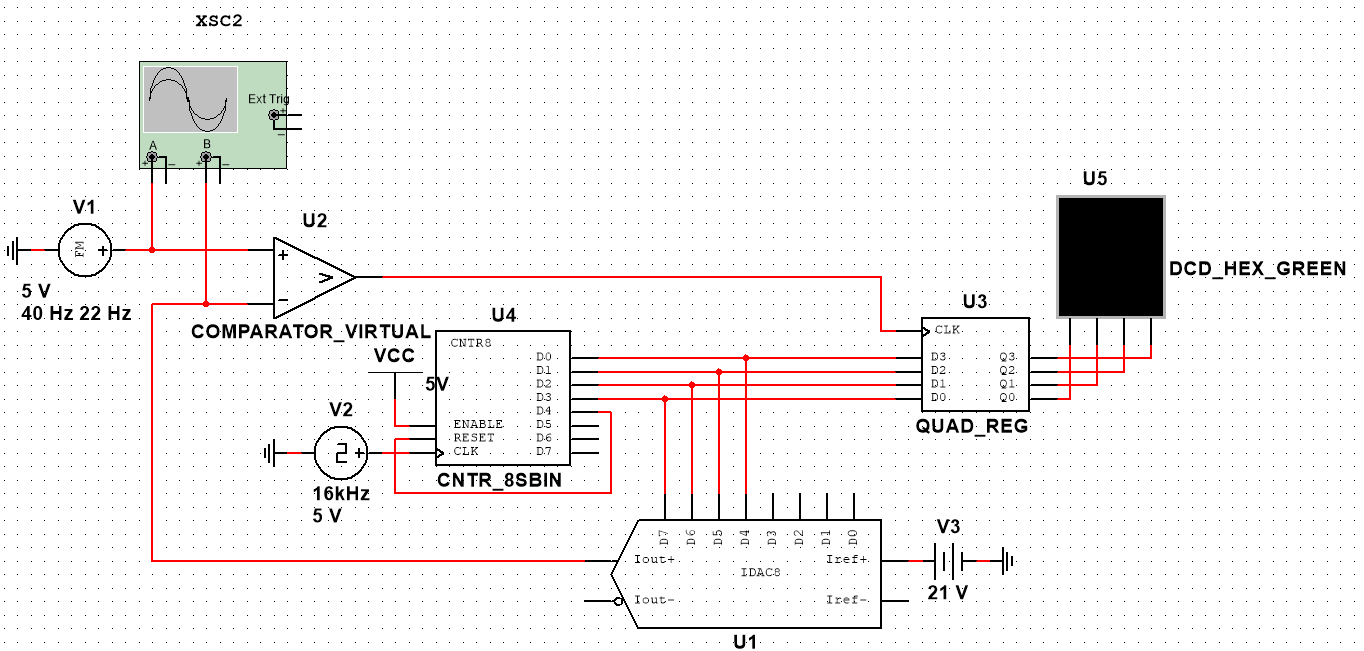 XSC2
Ext Trig
+
−
A
B
+
−
+
−
V1
FM
+
5 V
40 Hz 22 Hz
U2
+
>
−
COMPARATOR_VIRTUAL
VCC
5V
U4
CNTR8
D0
D1
D2
D3
D4
D5
D6
D7
ENABLE
RESET
CLK
CNTR_8SBIN
V2
+
16kHz
5 V
U3
CLK
D3 Q3
D2 Q2
D1 Q1
D0 Q0
QUAD_REG
U5
DCD_HEX_GREEN
D7 D6 D5 D4 D3 D2 D1 D0
Iout+ Iref+
IDAC8
Iout− Iref−
U1
V3
21 V